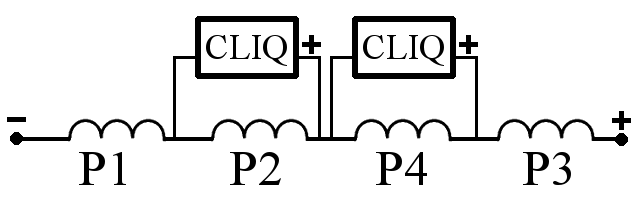 CLIQ + CLIQ +
− +
P1 P2 P4 P3